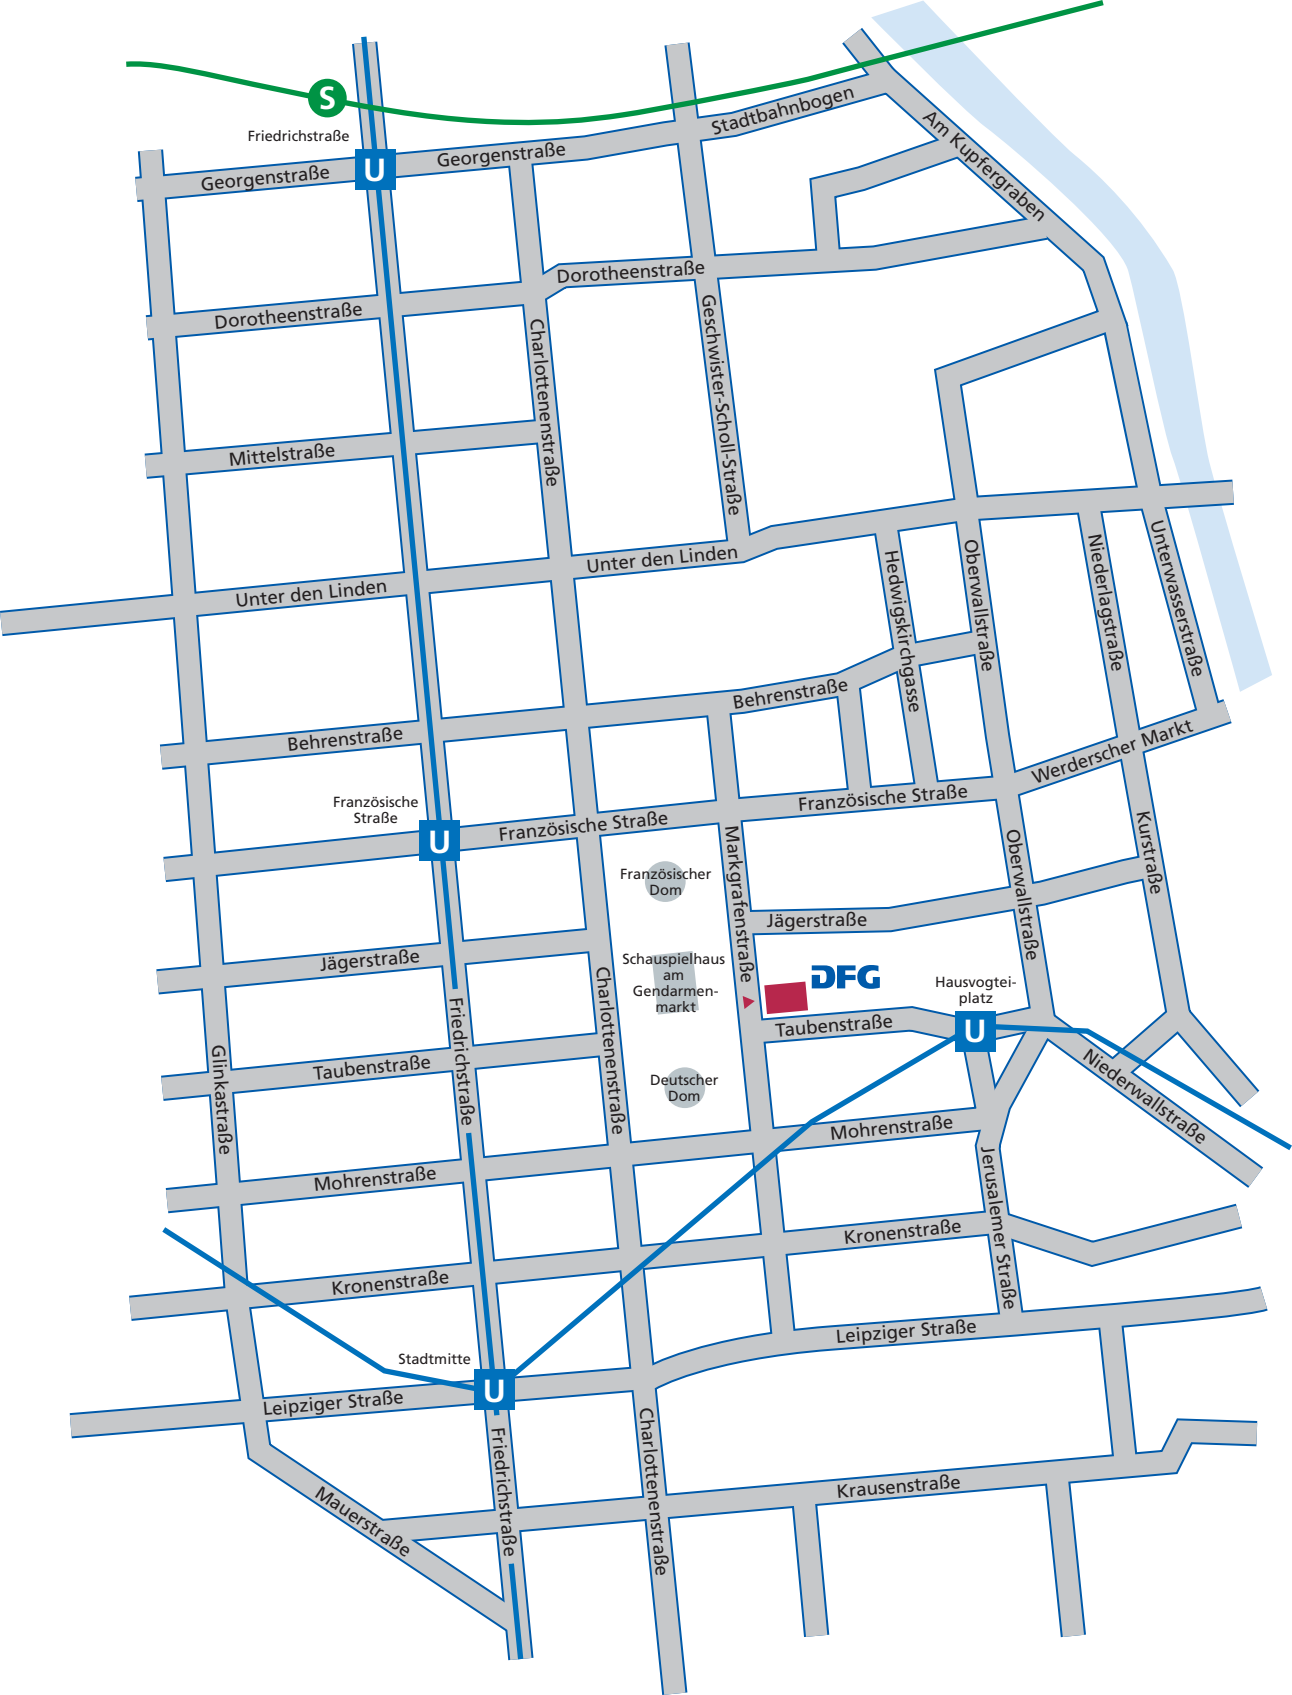 S
Friedrichstraße
U
Georgenstraße
Georgenstraße
Stadtbahnbogen
Am Kupfergraben
Dorotheenstraße
Dorotheenstraße
Charlottenenstraße
Geschwister-Scholl-Straße
Mittelstraße
Unter den Linden
Unter den Linden
Hedwigskirchgasse
Oberwallstraße
Niederlagstraße
Unterwasserstraße
Behrenstraße
Behrenstraße
Werderscher Markt
Französische
Straße
U
Französische Straße
Französische Straße
Markgrafenstraße
Oberwallstraße
Kurstraße
Französischer
Dom
Jägerstraße
Jägerstraße
Schauspielhaus
am
Gendarmen-
markt
DFG
Hausvogtei-
platz
U
Taubenstraße
Taubenstraße
Glinkastraße
Friedrichstraße
Charlottenenstraße
Deutscher
Dom
Niederwallstraße
Mohrenstraße
Mohrenstraße
Jerusalemer Straße
Kronenstraße
Kronenstraße
Leipziger Straße
Stadtmitte
U
Leipziger Straße
Friedrichstraße
Charlottenenstraße
Krausenstraße
Mauerstraße